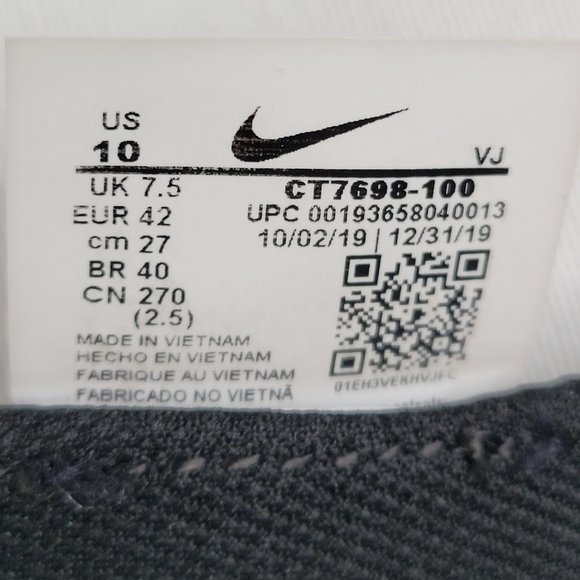 US
10
VJ
UK 7.5
CT7698-100
EUR 42
UPC 00193658040013
cm 27
10/02/19 | 12/31/19
BR 40
CN 270
(2.5)
MADE IN VIETNAM
HECHO EN VIETNAM
FABRIQUE AU VIETNAM
FABRICADO NO VIETNÃ
01EH3VEKHVJFC